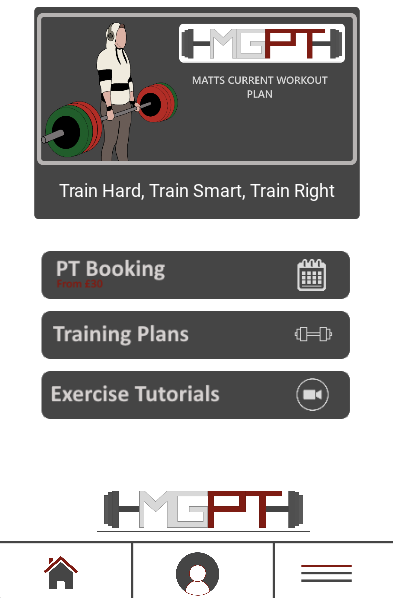 MGPT
MATTS CURRENT WORKOUT
PLAN
Train Hard, Train Smart, Train Right
PT Booking
From £30
Training Plans
Exercise Tutorials
MGPT